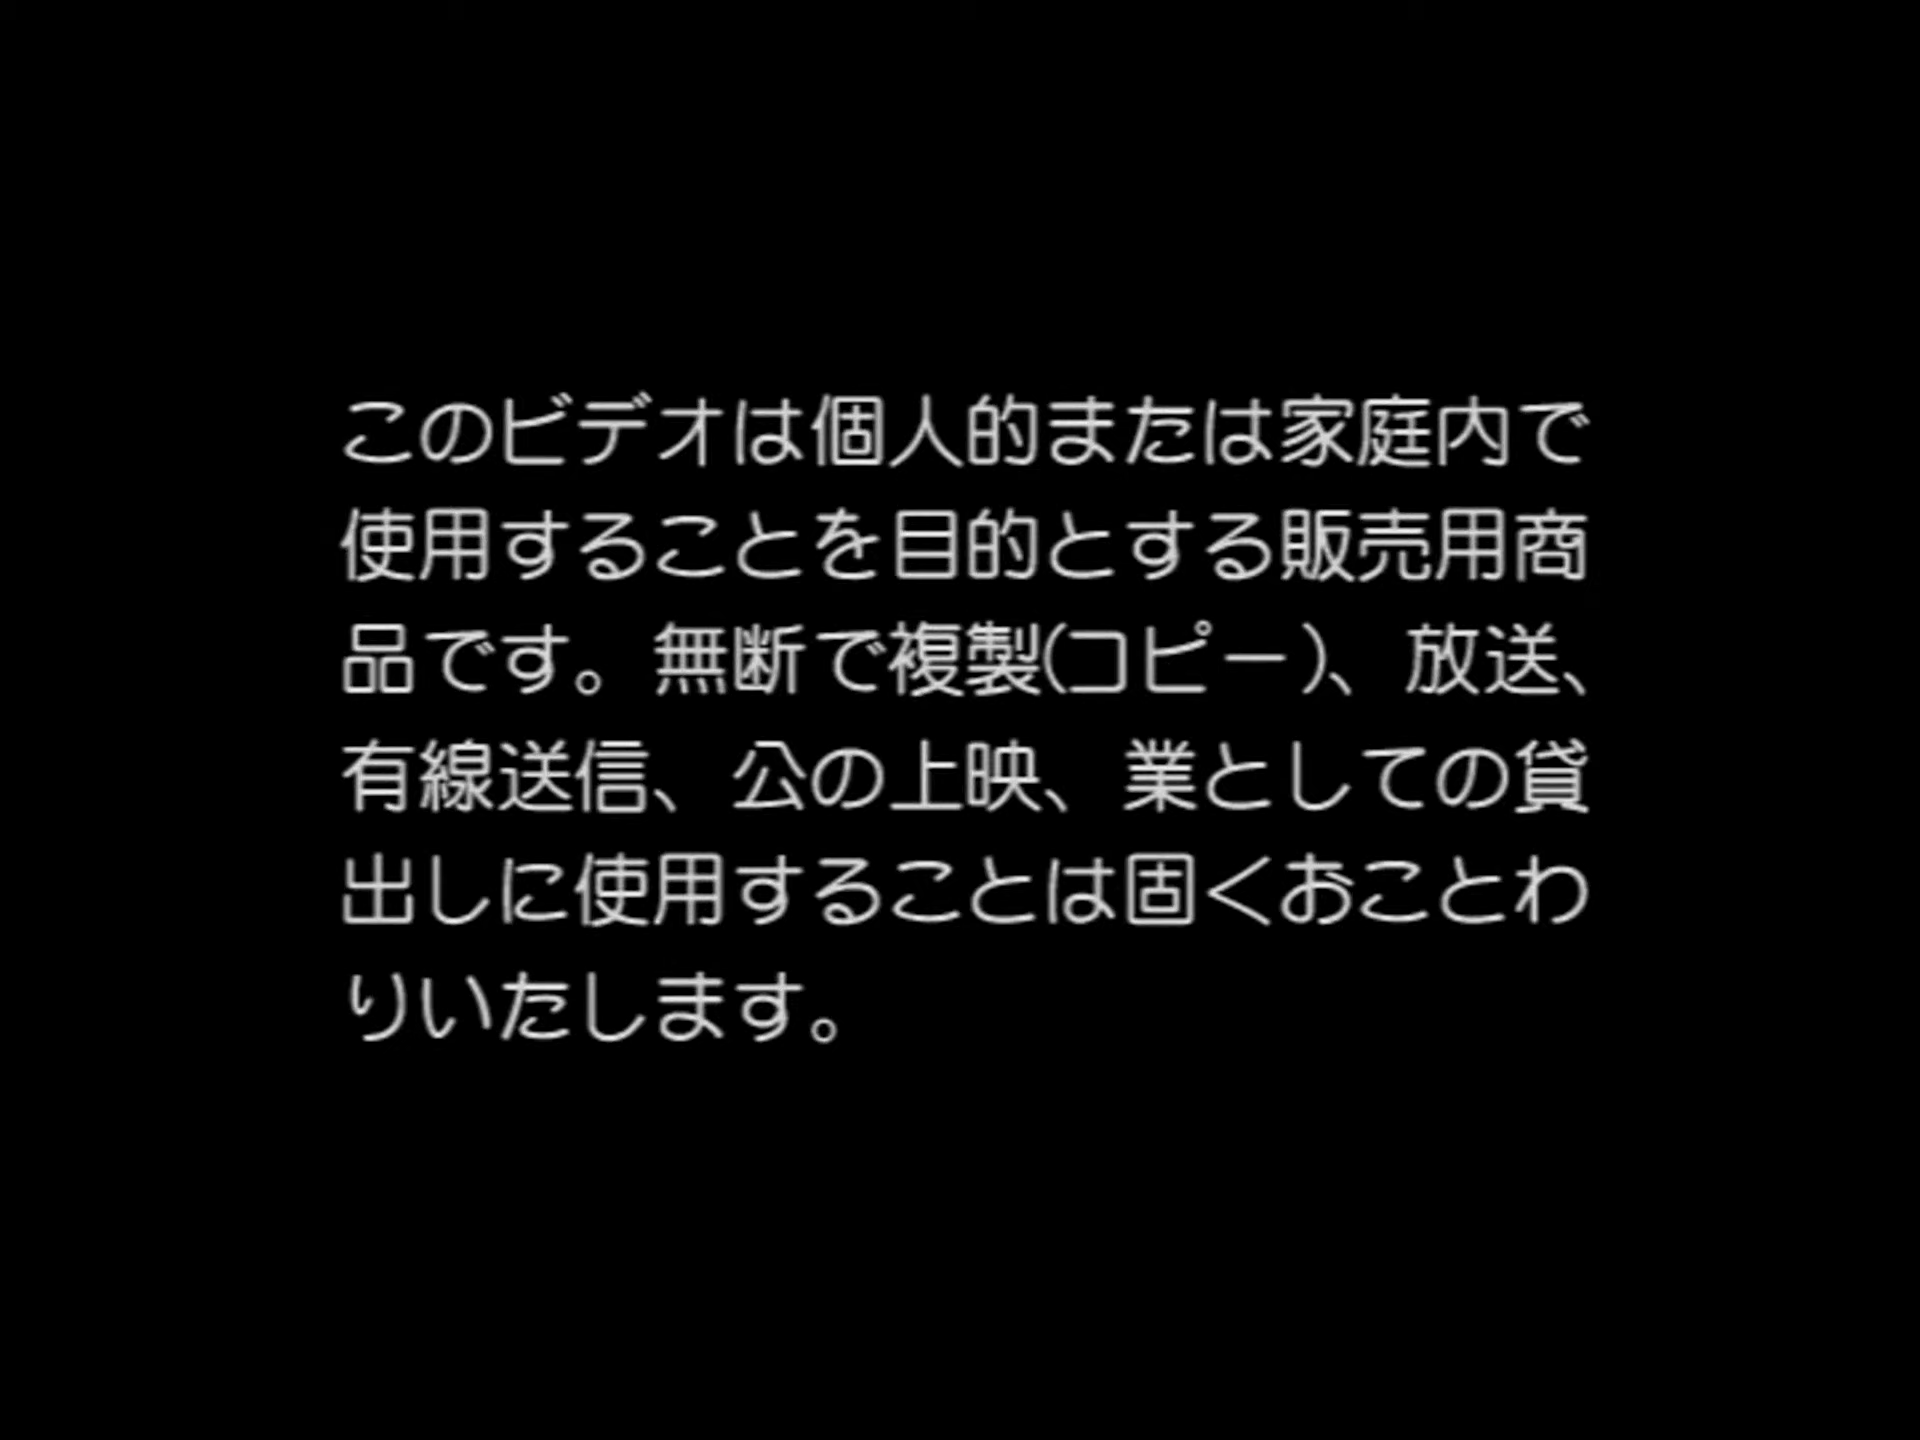 このビデオは個人的または家庭内で
使用することを目的とする販売用商
品です。無断で複製(コピー)、放送、
有線送信、公の上映、業としての貸
出しに使用することは固くおことわ
りいたします。